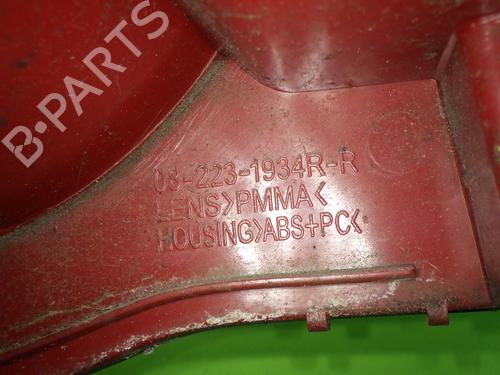 B-PARTS
08-223-1934R-R
LENS>PMMA<
HOUSING>ABS+PC<